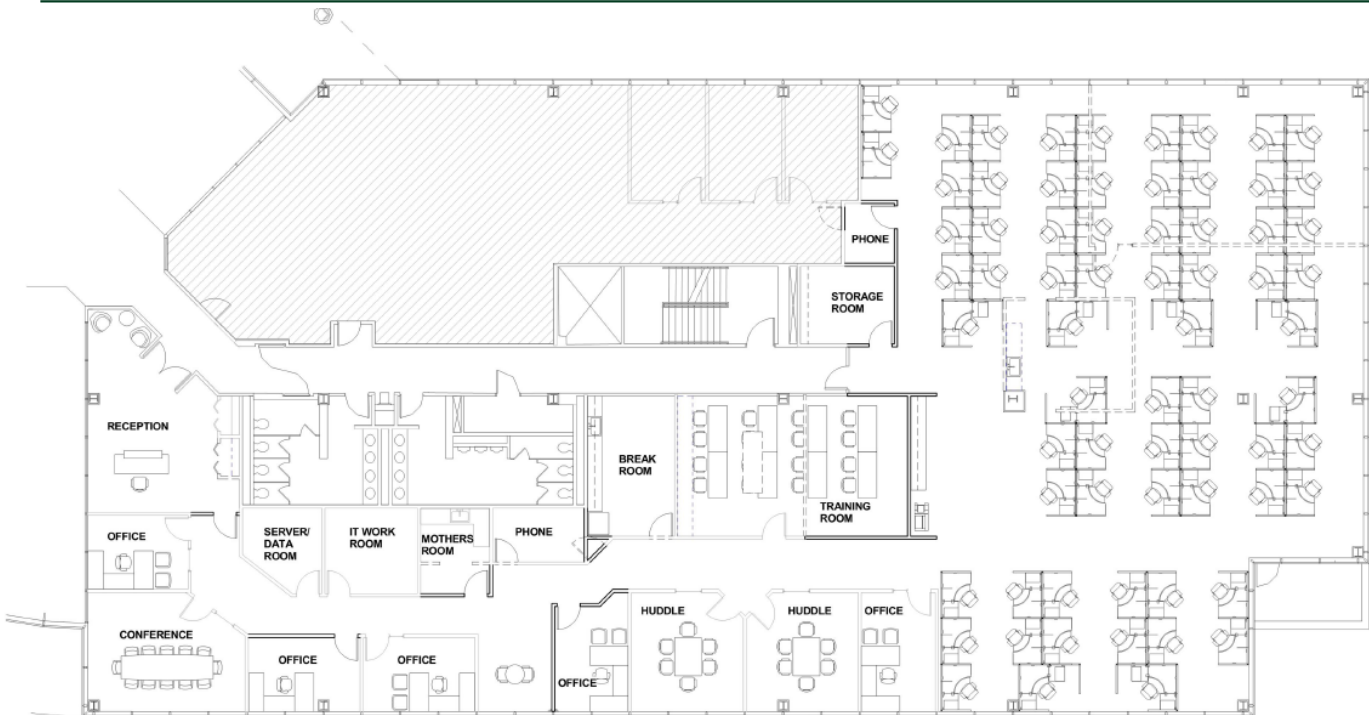 PHONE
STORAGE
ROOM
RECEPTION
BREAK
ROOM
TRAINING
ROOM
OFFICE
SERVER/
DATA
ROOM
IT WORK
ROOM
MOTHERS
ROOM
PHONE
CONFERENCE
HUDDLE
HUDDLE
OFFICE
OFFICE
OFFICE
OFFICE